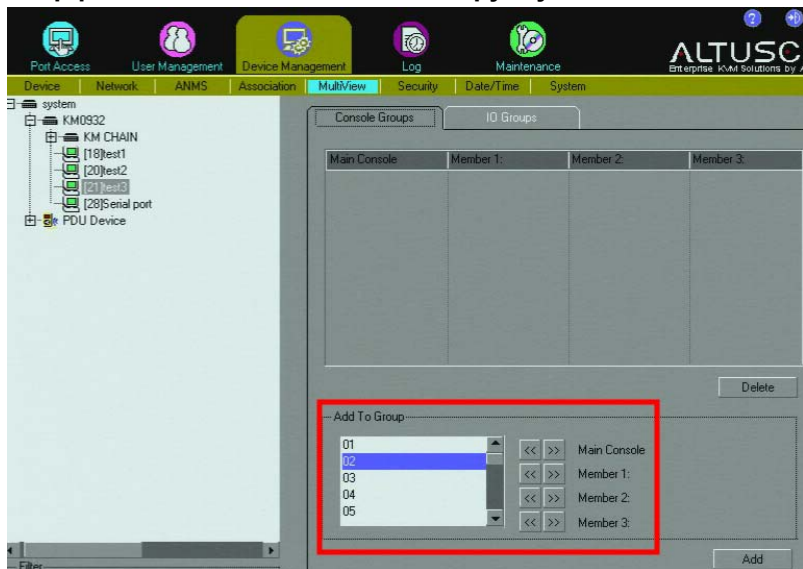 Port Access User Management Device Management Log Maintenance
ALTUSC
Enterprise KVM Solutions by
Device Network ANMS Association MultiView Security Date/Time System
system
KM0932
KM CHAIN
[18]test1
[20]test2
[21]test3
[28]Serial port
PDU Device
Console Groups IO Groups
Main Console Member 1: Member 2: Member 3:
Delete
Add To Group
01
02
03
04
05
<< >> Main Console
<< >> Member 1:
<< >> Member 2:
<< >> Member 3:
Filter
Add